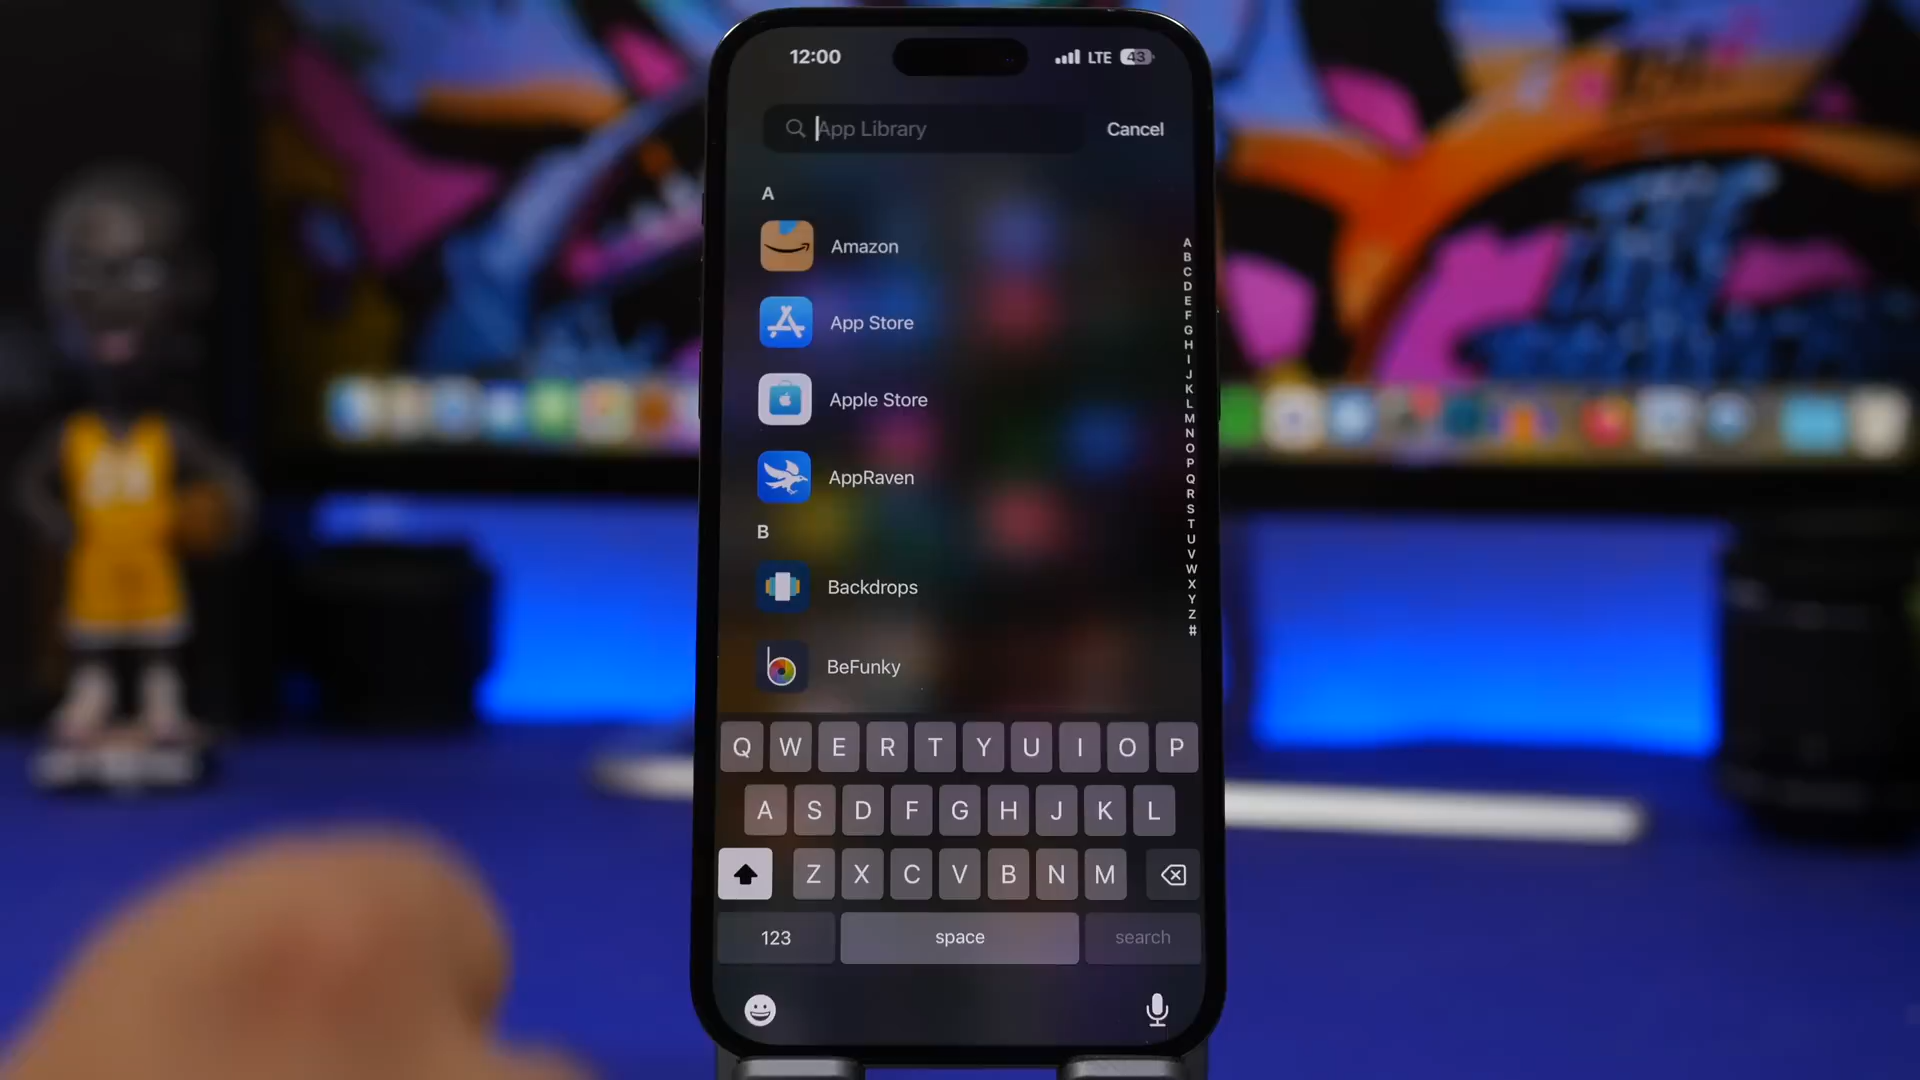 12:00 LTE 43
App Library Cancel
A
Amazon
App Store
Apple Store
AppRaven
B
Backdrops
BeFunky
A
B
C
D
E
F
G
H
I
J
K
L
M
N
O
P
Q
R
S
T
U
V
W
X
Y
Z
#
Q W E R T Y U I O P
A S D F G H J K L
Z X C V B N M
123 space search